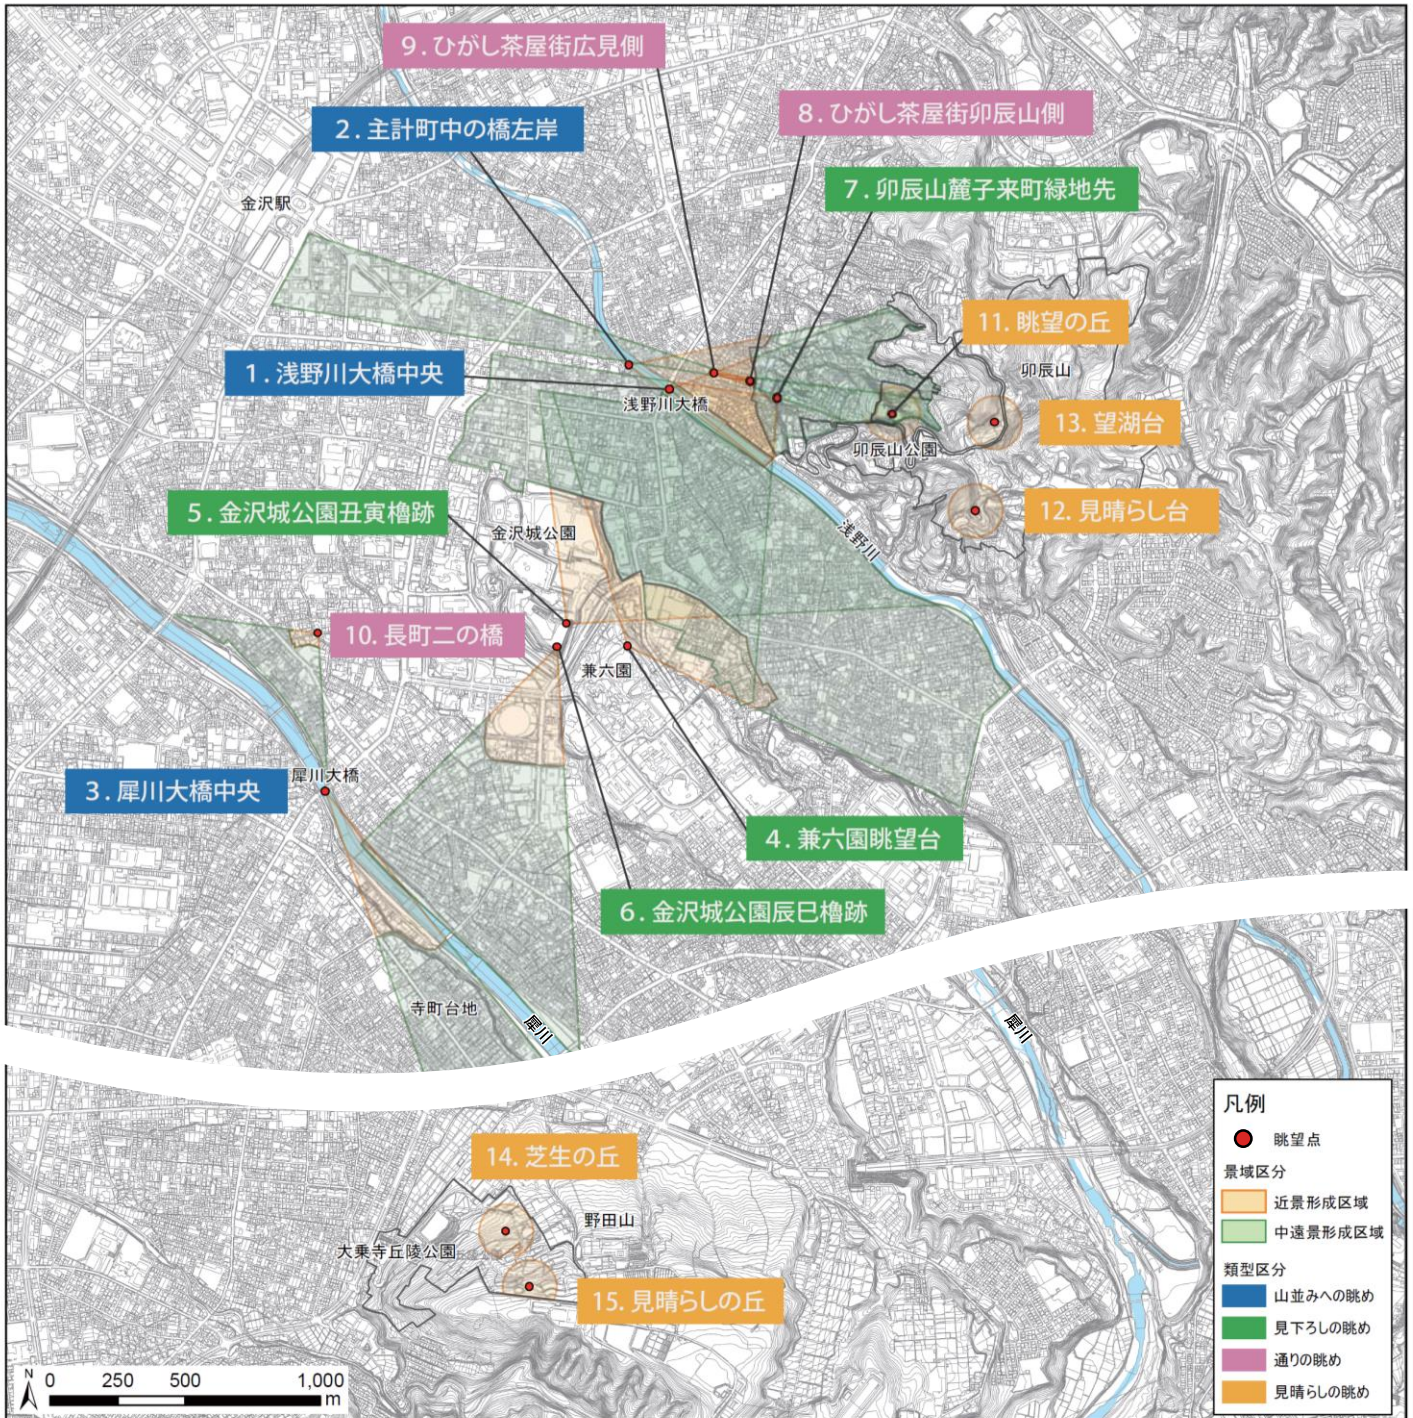 9. ひがし茶屋街広見側
2. 主計町中の橋左岸
8. ひがし茶屋街卯辰山側
7. 卯辰山麓子来町緑地先
金沢駅
11. 眺望の丘
1. 浅野川大橋中央
浅野川大橋
卯辰山
13. 望湖台
卯辰山公園
5. 金沢城公園丑寅櫓跡
金沢城公園
12. 見晴らし台
浅野川
10. 長町二の橋
兼六園
3. 犀川大橋中央
犀川大橋
4. 兼六園眺望台
6. 金沢城公園辰巳櫓跡
寺町台地
犀川
犀川
14. 芝生の丘
野田山
大乗寺丘陵公園
15. 見晴らしの丘
凡例
眺望点
景域区分
近景形成区域
中遠景形成区域
類型区分
山並みへの眺め
見下ろしの眺め
通りの眺め
見晴らしの眺め
N
0 250 500 1,000
m